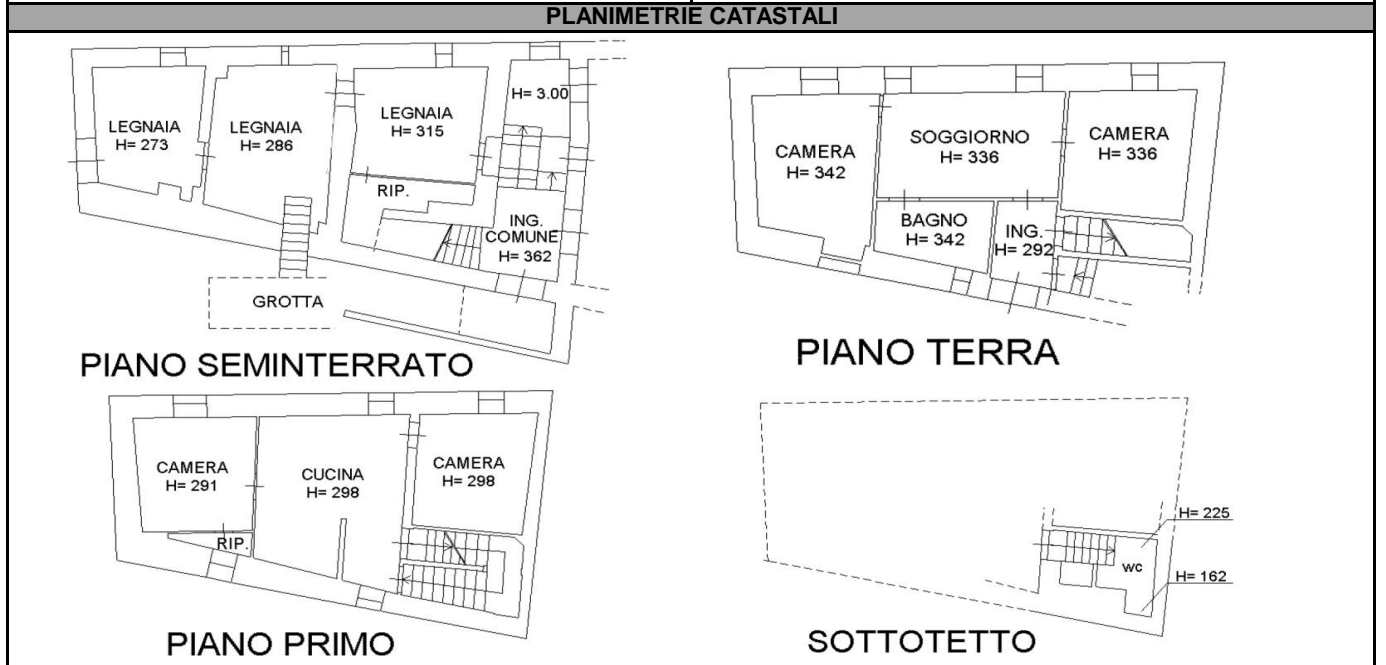 PLANIMETRIE CATASTALI
LEGNAIA
H= 273
LEGNAIA
H= 286
LEGNAIA
H= 315
H= 3.00
RIP.
ING.
COMUNE
H= 362
GROTTA
PIANO SEMINTERRATO
CAMERA
H= 342
SOGGIORNO
H= 336
CAMERA
H= 336
BAGNO
H= 342
ING.
H= 292
PIANO TERRA
CAMERA
H= 291
CUCINA
H= 298
CAMERA
H= 298
RIP.
PIANO PRIMO
H= 225
WC
H= 162
SOTTOTETTO